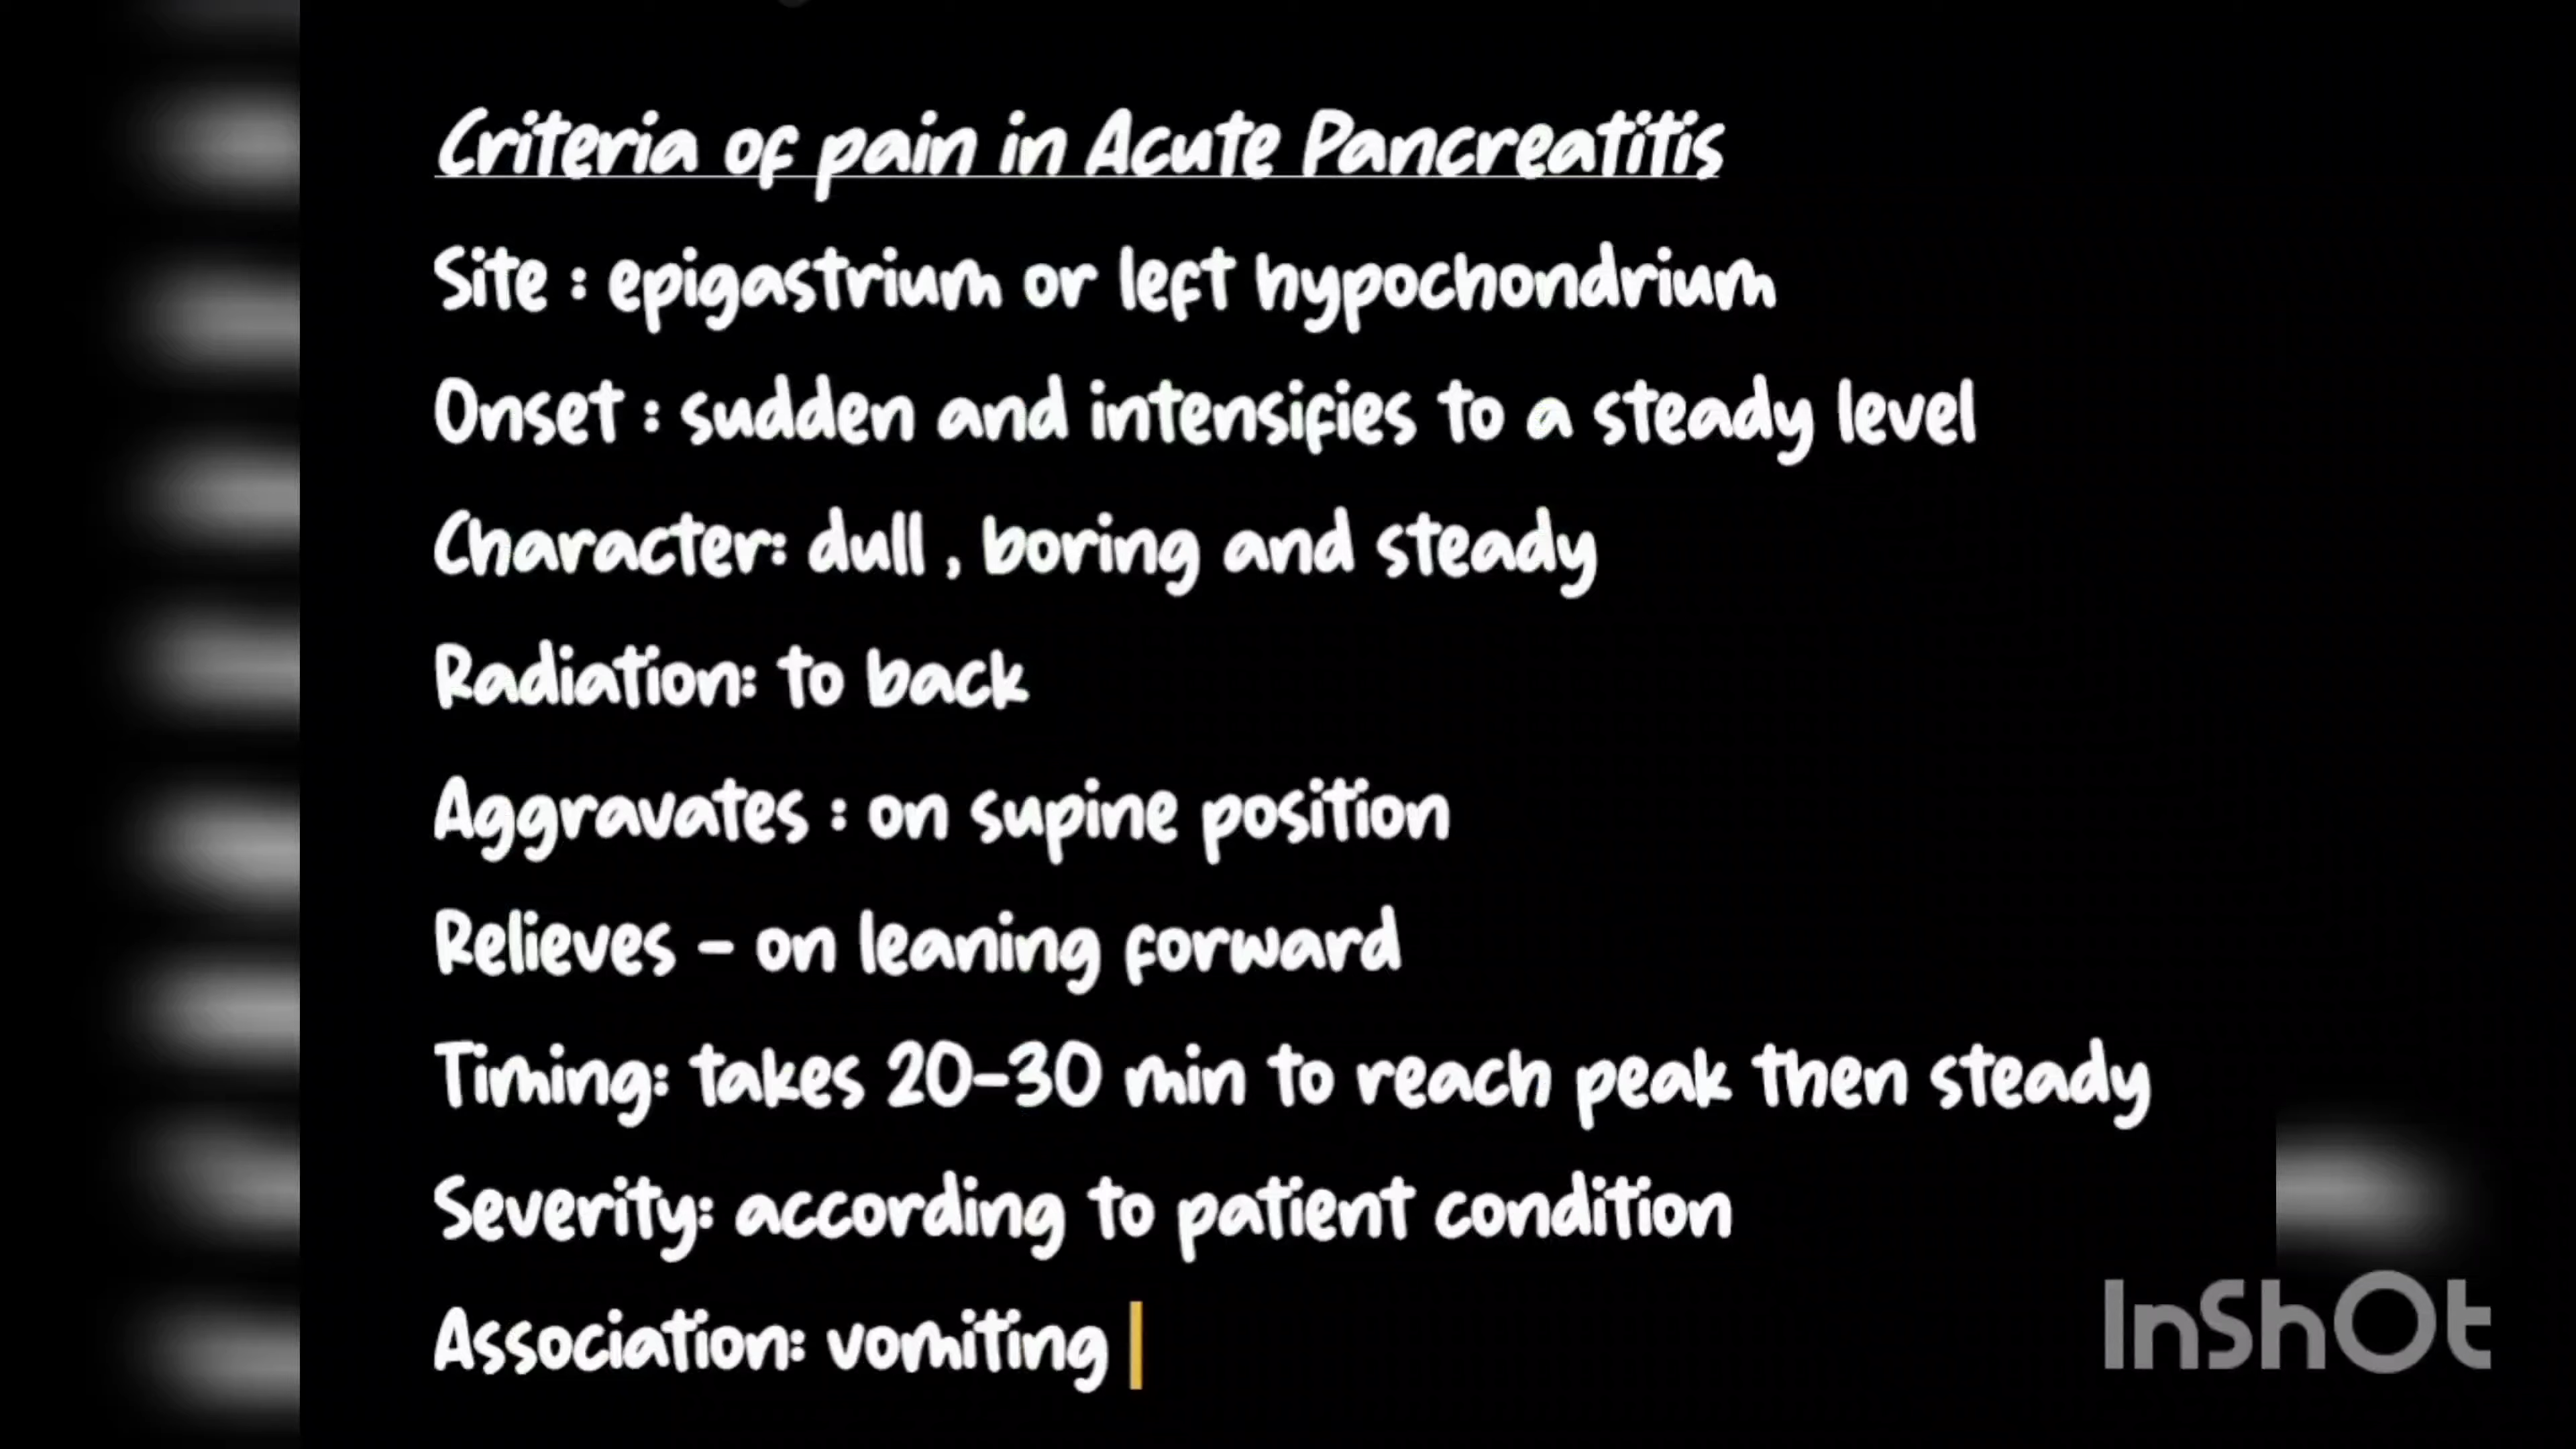 Criteria of pain in Acute Pancreatitis
Site : epigastrium or left hypochondrium
Onset : sudden and intensifies to a steady level
Character: dull , boring and steady
Radiation: to back
Aggravates : on supine position
Relieves - on leaning forward
Timing: takes 20-30 min to reach peak then steady
Severity: according to patient condition
Association: vomiting
InShOt